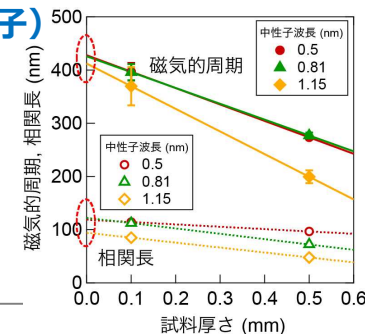 子)
500
400
300
200
100
0
磁気的周期, 相関長 (nm)
磁気的周期
中性子波長 (nm)
0.5
0.81
1.15
中性子波長 (nm)
0.5
0.81
1.15
相関長
0.0 0.1 0.2 0.3 0.4 0.5 0.6
試料厚さ (mm)